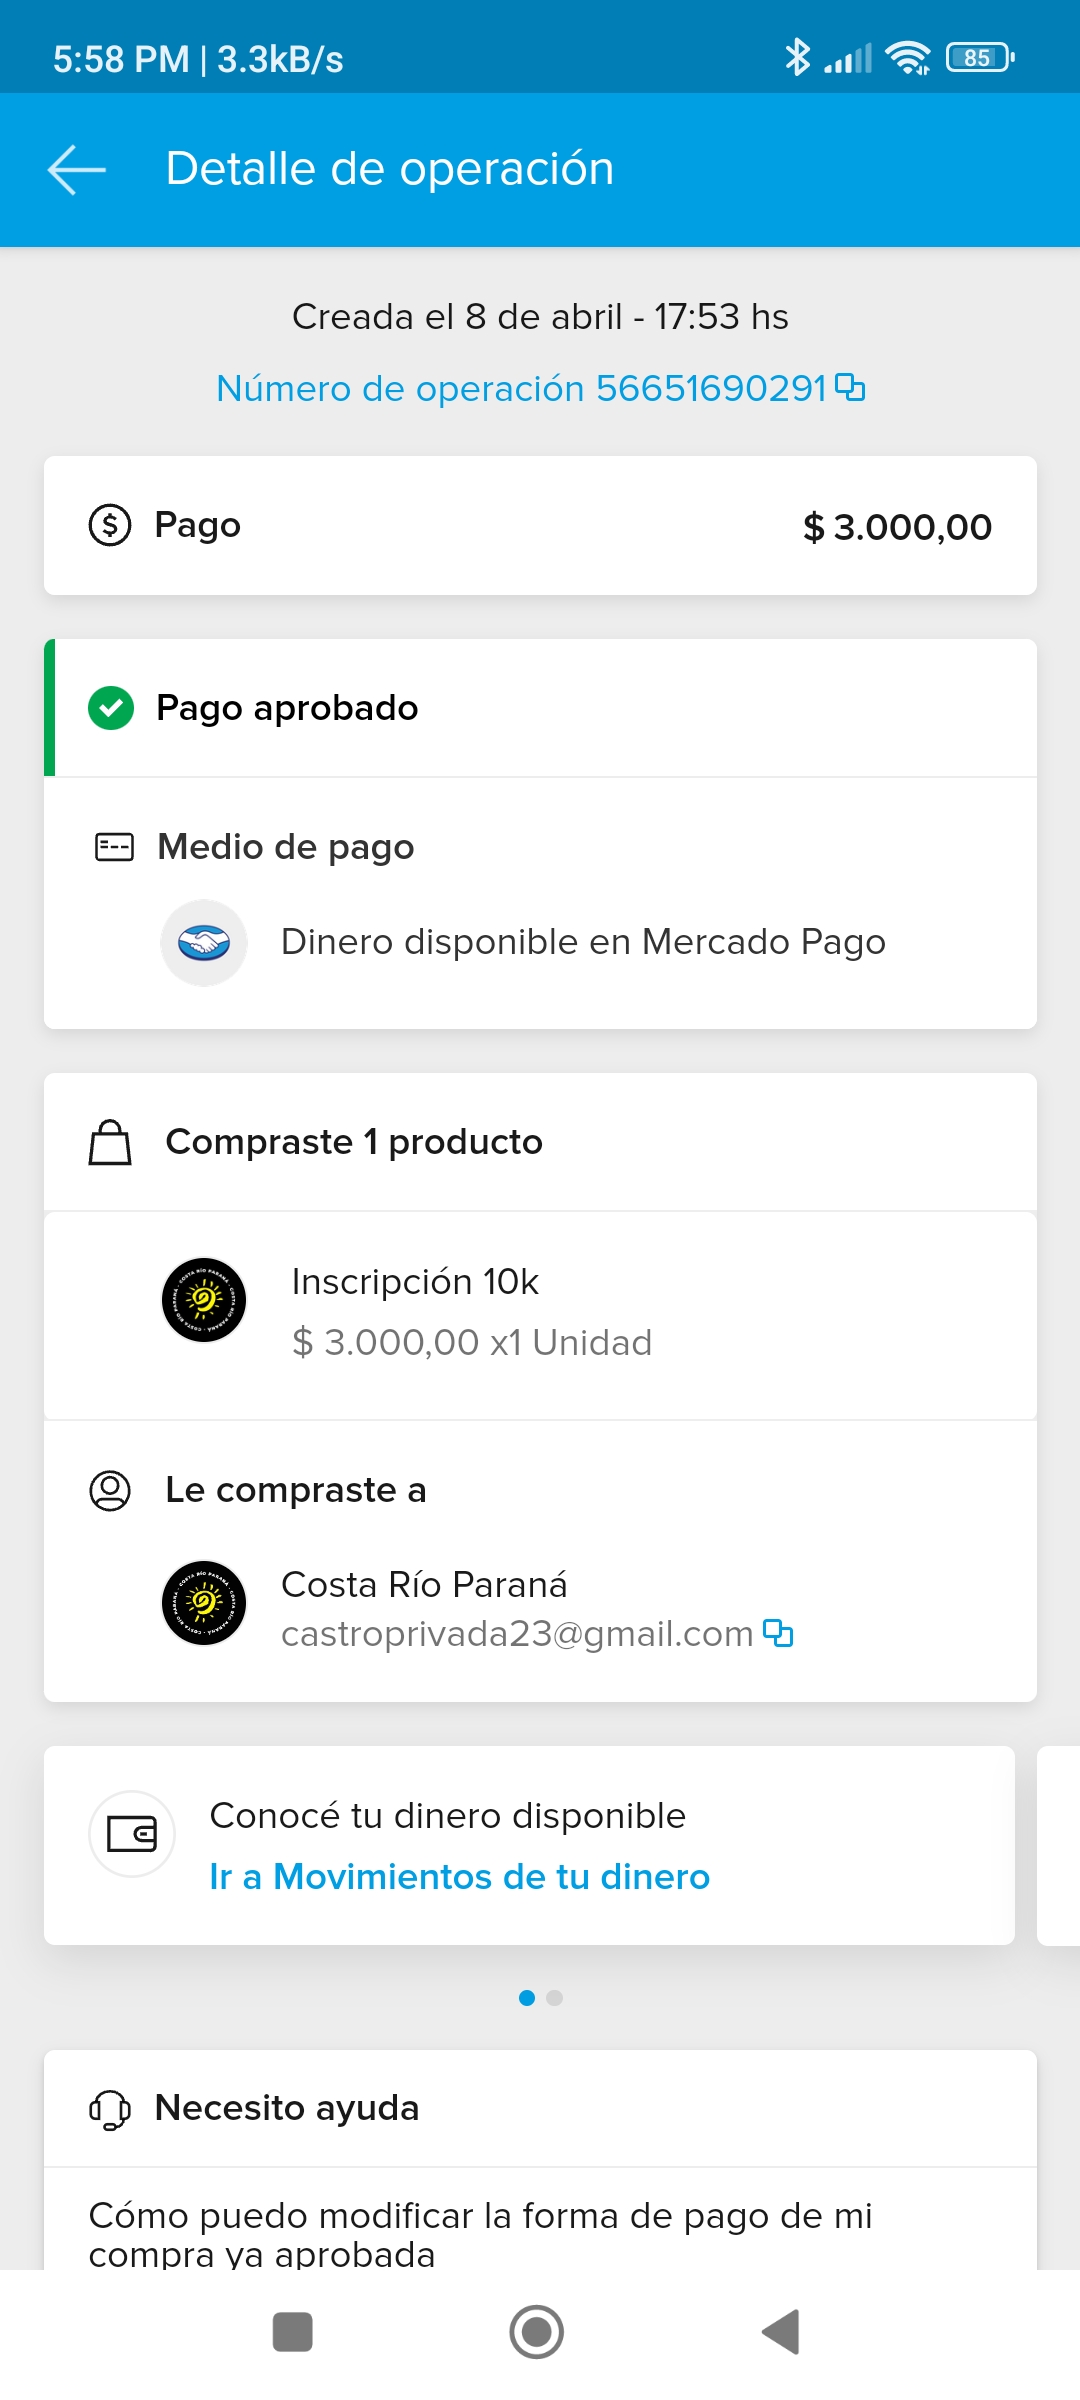 5:58 PM | 3.3kB/s
85
Detalle de operación
Creada el 8 de abril - 17:53 hs
Número de operación 56651690291
Pago
$ 3.000,00
Pago aprobado
Medio de pago
Dinero disponible en Mercado Pago
Compraste 1 producto
Inscripción 10k
$ 3.000,00 x1 Unidad
Le compraste a
Costa Río Paraná
castroprivada23@gmail.com
Conocé tu dinero disponible
Ir a Movimientos de tu dinero
Necesito ayuda
Cómo puedo modificar la forma de pago de mi
compra ya aprobada